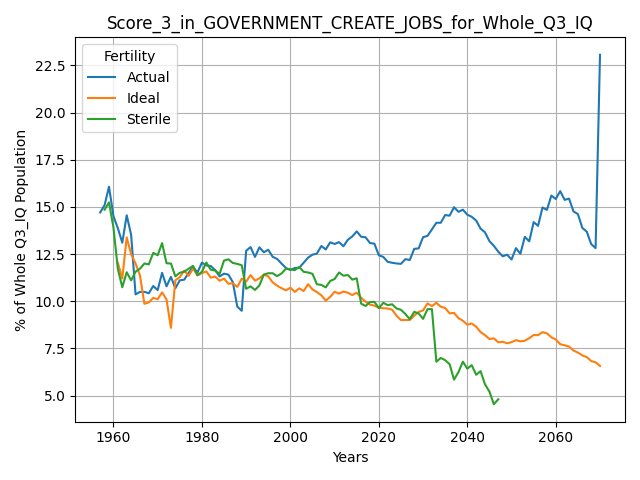 Score_3_in_GOVERNMENT_CREATE_JOBS_for_Whole_Q3_IQ
Fertility
Actual
Ideal
Sterile
% of Whole Q3_IQ Population
22.5
20.0
17.5
15.0
12.5
10.0
7.5
5.0
1960 1980 2000 2020 2040 2060
Years